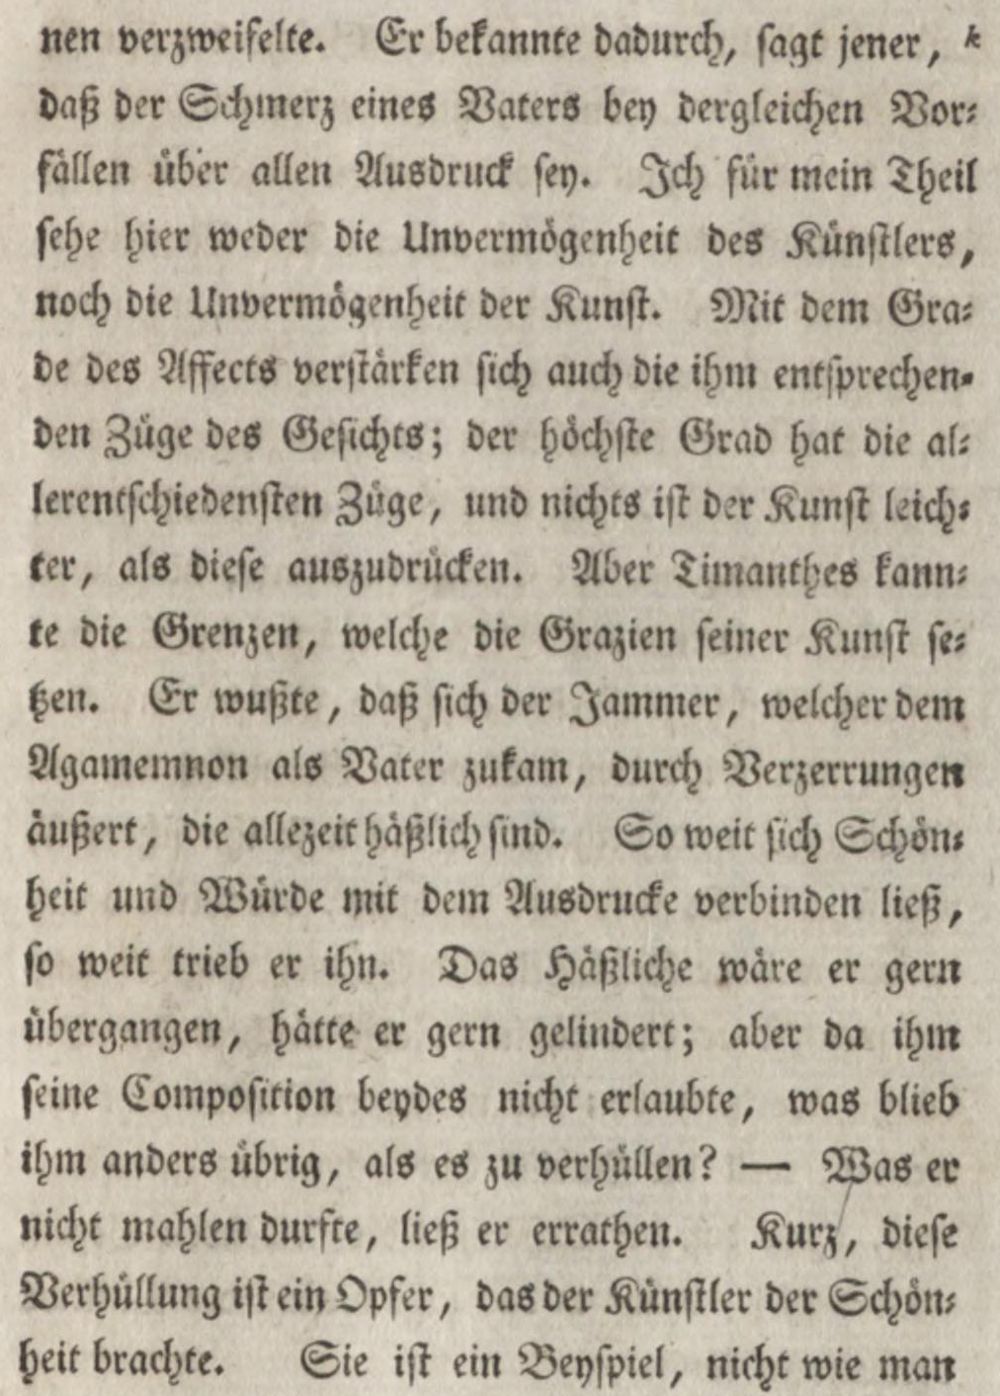 nen verzweifelte. Er bekannte dadurch, ſagt jener, k
daß der Schmerz eines Vaters bey dergleichen Vor-
fällen über allen Ausdruck ſey. Ich für mein Theil
ſehe hier weder die Unvermögenheit des Künſtlers,
noch die Unvermögenheit der Kunſt. Mit dem Gra-
de des Affects verſtärken ſich auch die ihm entſprechen-
den Züge des Geſichts; der höchſte Grad hat die al-
lerentſchiedenſten Züge, und nichts iſt der Kunſt leich-
ter, als dieſe auszudrücken. Aber Timanthes kann-
te die Grenzen, welche die Grazien ſeiner Kunſt ſe-
tzen. Er wußte, daß ſich der Jammer, welcher dem
Agamemnon als Vater zukam, durch Verzerrungen
äußert, die allezeit häßlich ſind. So weit ſich Schön-
heit und Würde mit dem Ausdrucke verbinden ließ,
ſo weit trieb er ihn. Das Häßliche wäre er gern
übergangen, hätte er gern gelindert; aber da ihm
ſeine Compoſition beydes nicht erlaubte, was blieb
ihm anders übrig, als es zu verhüllen? — Was er
nicht mahlen durfte, ließ er errathen. Kurz, dieſe
Verhüllung iſt ein Opfer, das der Künſtler der Schön-
heit brachte. Sie iſt ein Beyſpiel, nicht wie man